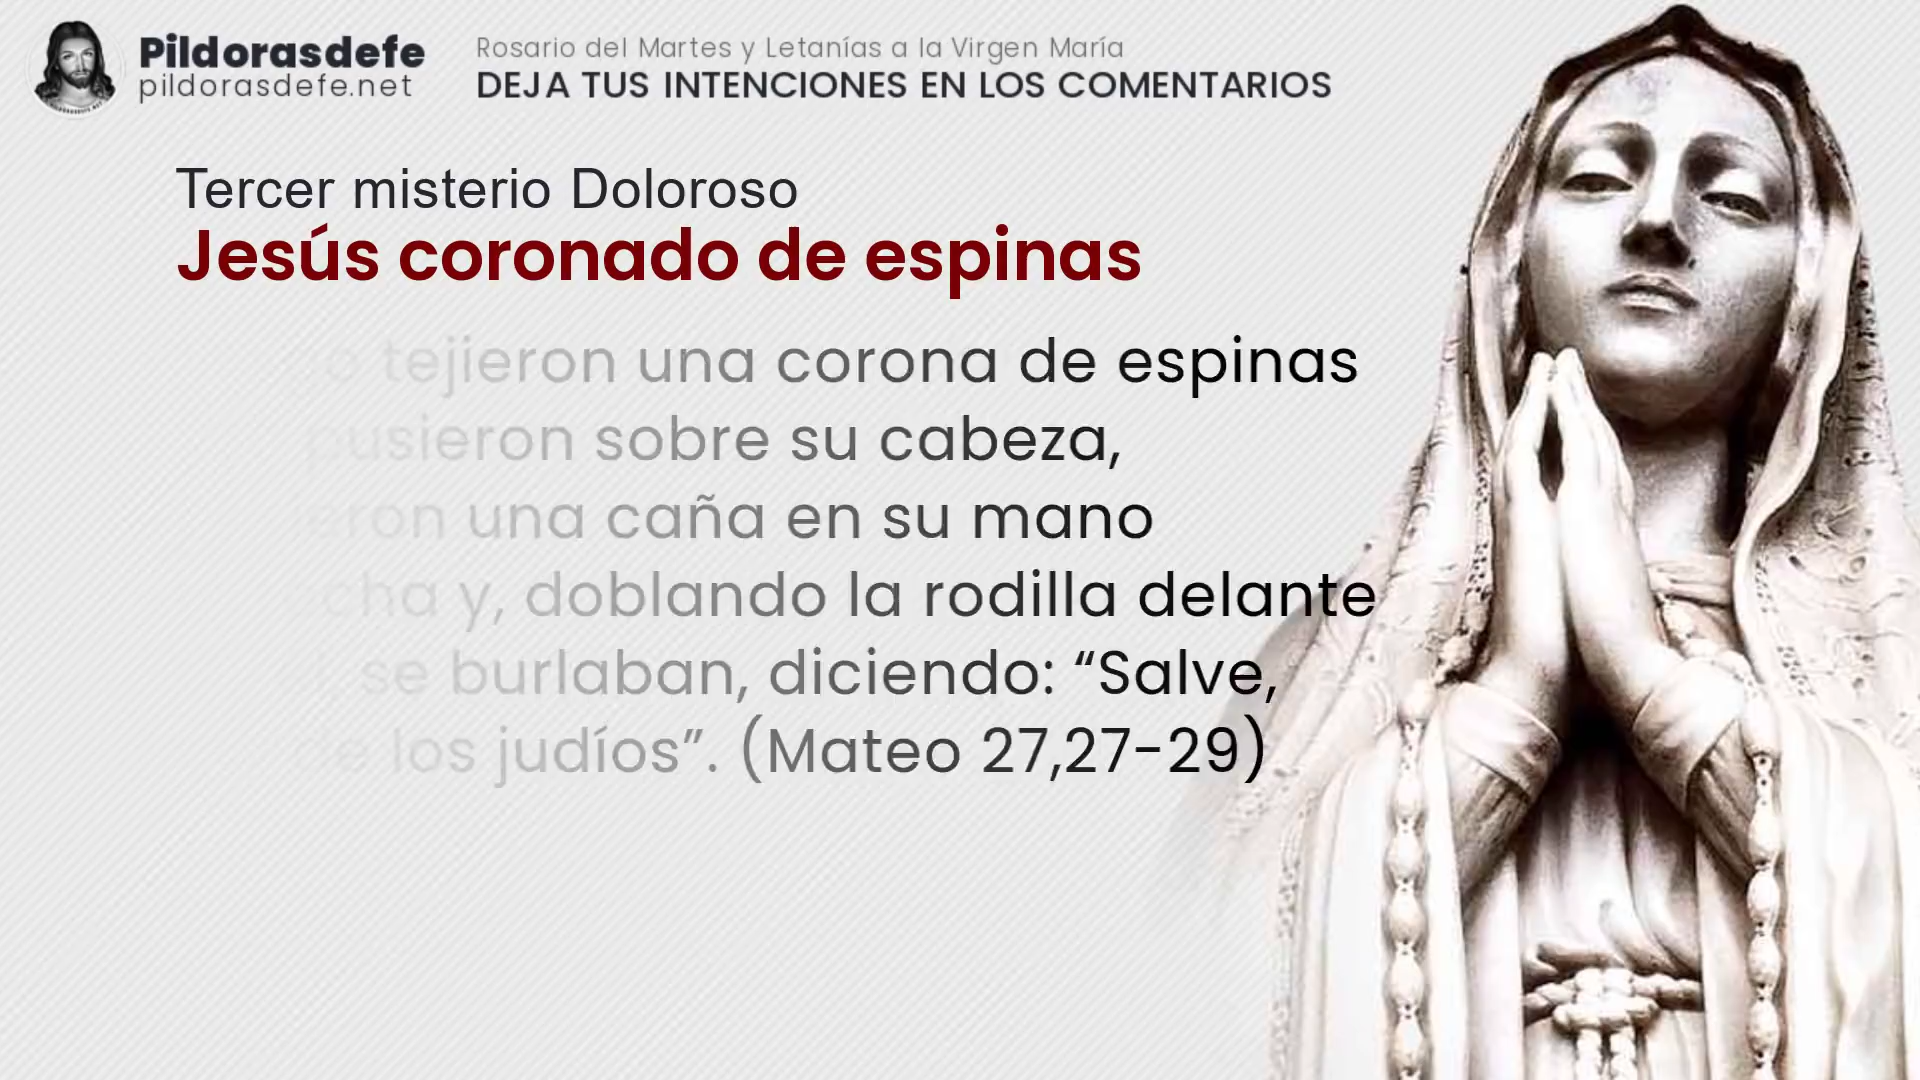 Pildorasdefe
pildorasdefe.net
Rosario del Martes y Letanías a la Virgen María
DEJA TUS INTENCIONES EN LOS COMENTARIOS
Tercer misterio Doloroso
Jesús coronado de espinas
tejieron una corona de espinas
usieron sobre su cabeza,
ron una caña en su mano
ha y, doblando la rodilla delante
se burlaban, diciendo: “Salve,
los judíos”. (Mateo 27,27-29)